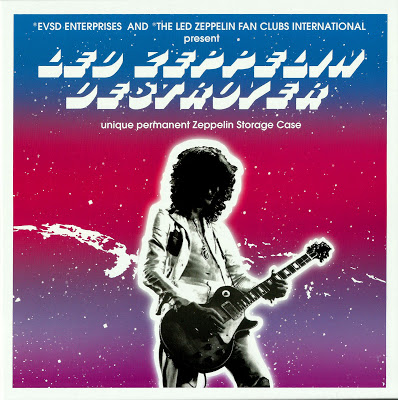 *EVSD ENTERPRISES AND *THE LED ZEPPELIN FAN CLUBS INTERNATIONAL
present
LED ZEPPELIN
DESTROYER
unique permanent Zeppelin Storage Case